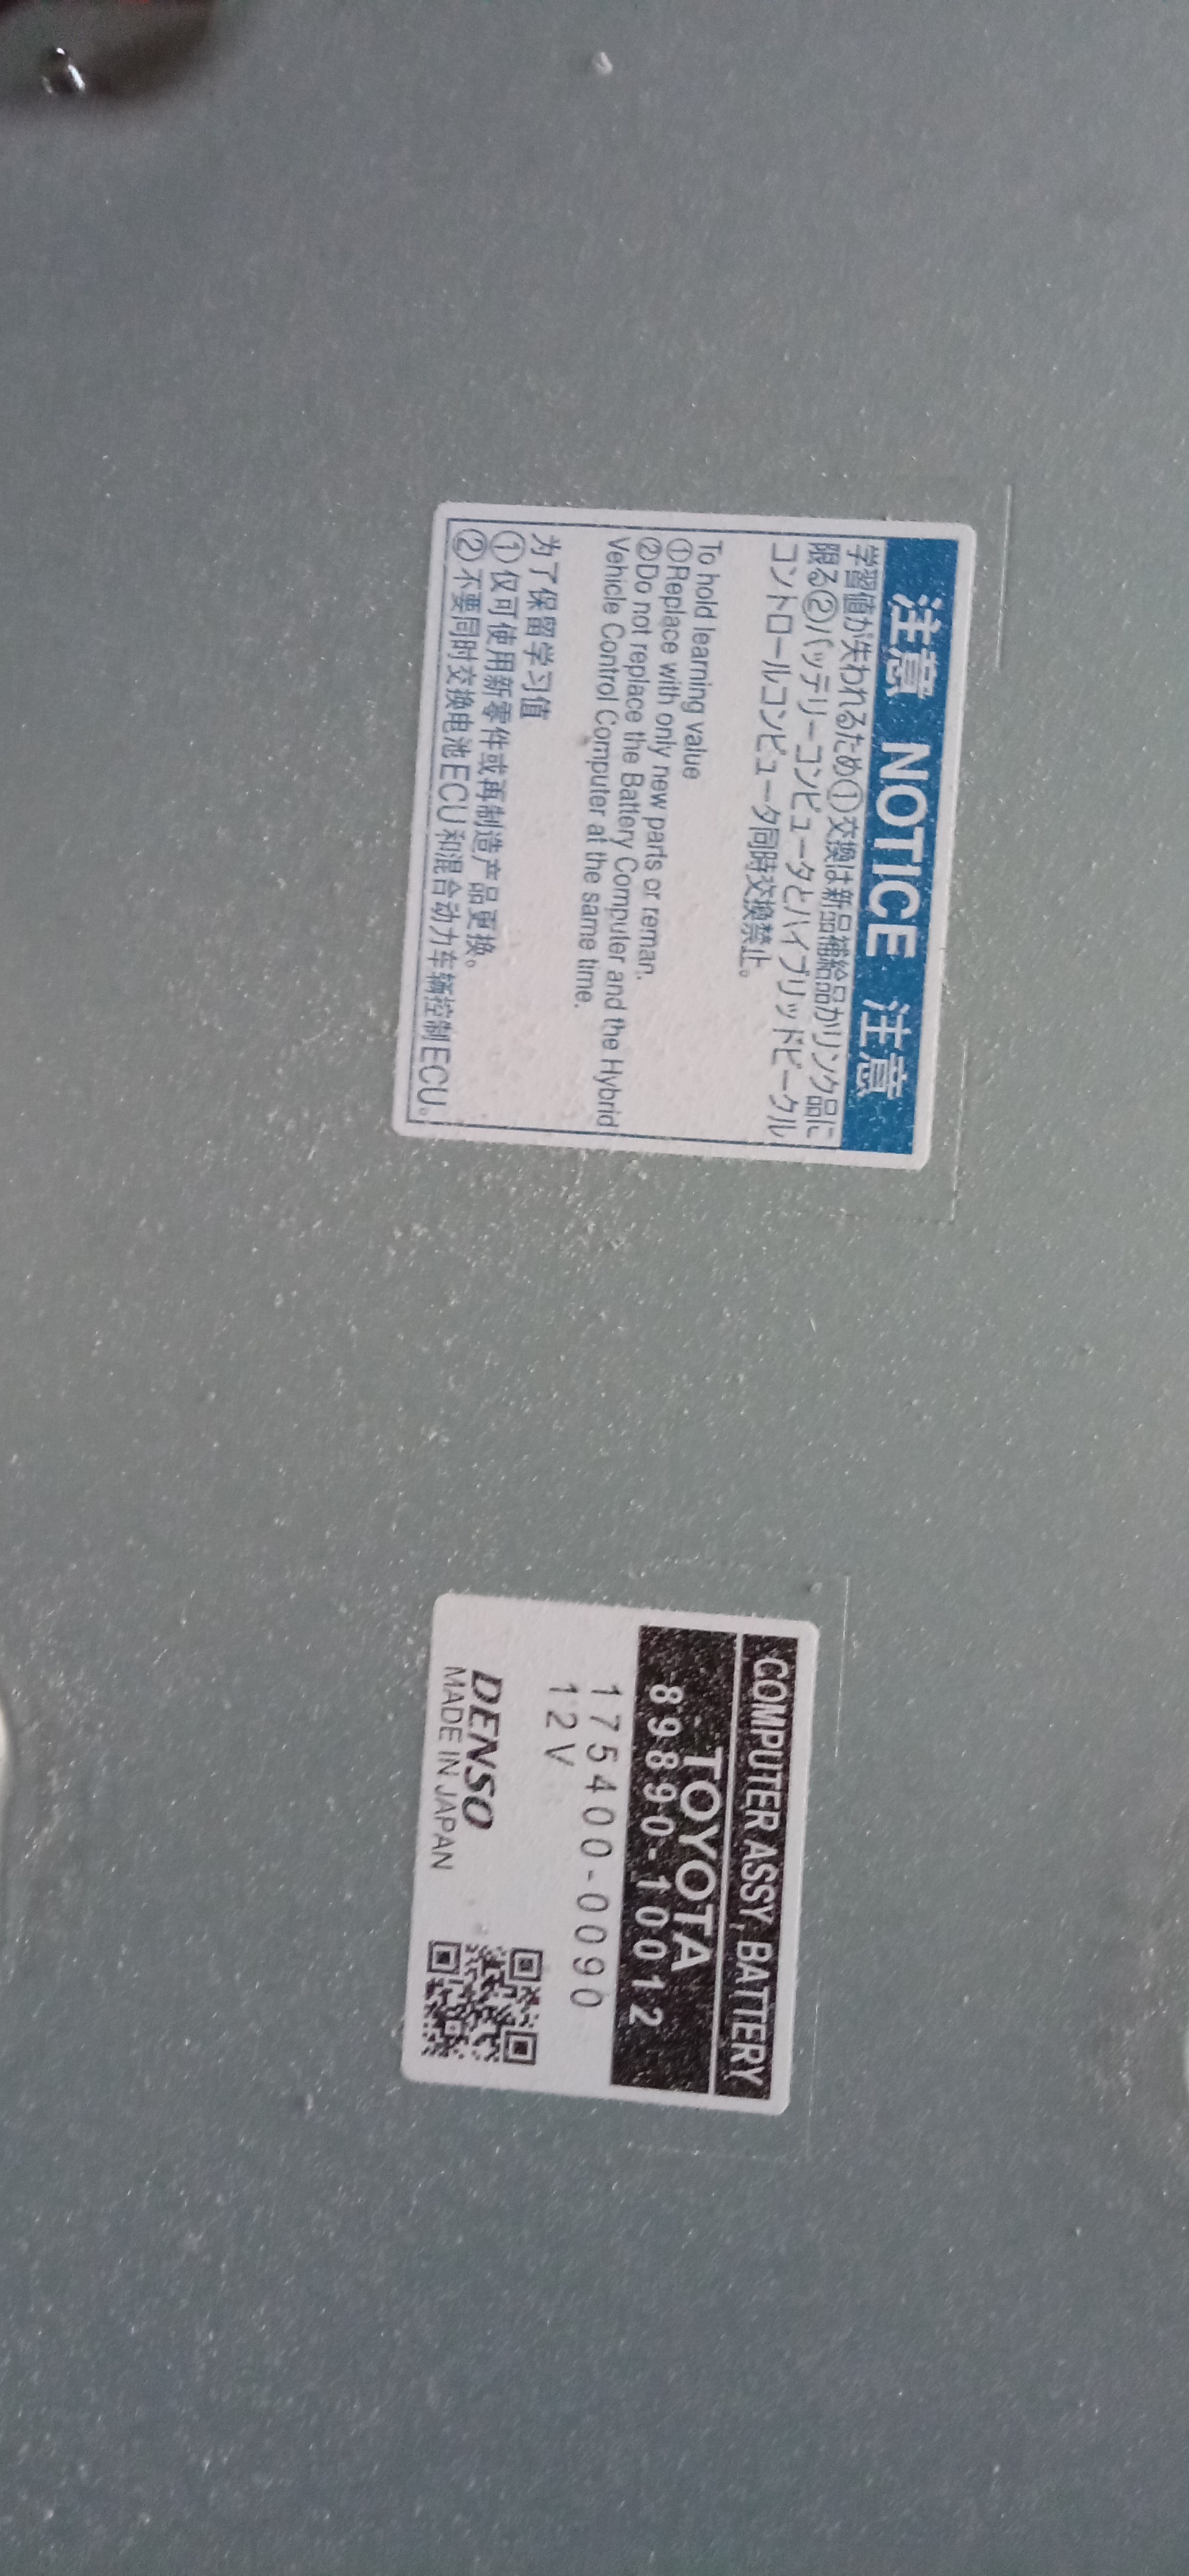 注意 NOTICE 注意
学習値が失われるため①交換は新品補給品かリンク品に
限る②バッテリーコンピュータとハイブリッドビークル
コントロールコンピュータ同時交換禁止。
To hold learning value
①Replace with only new parts or reman.
②Do not replace the Battery Computer and the Hybrid
Vehicle Control Computer at the same time.
为了保留学习值
①仅可使用新零件或再制造产品更换。
②不要同时交换电池ECU和混合动力车辆控制ECU。
COMPUTER ASSY, BATTERY
TOYOTA
89890-10012
175400-0090
12V
DENSO
MADE IN JAPAN